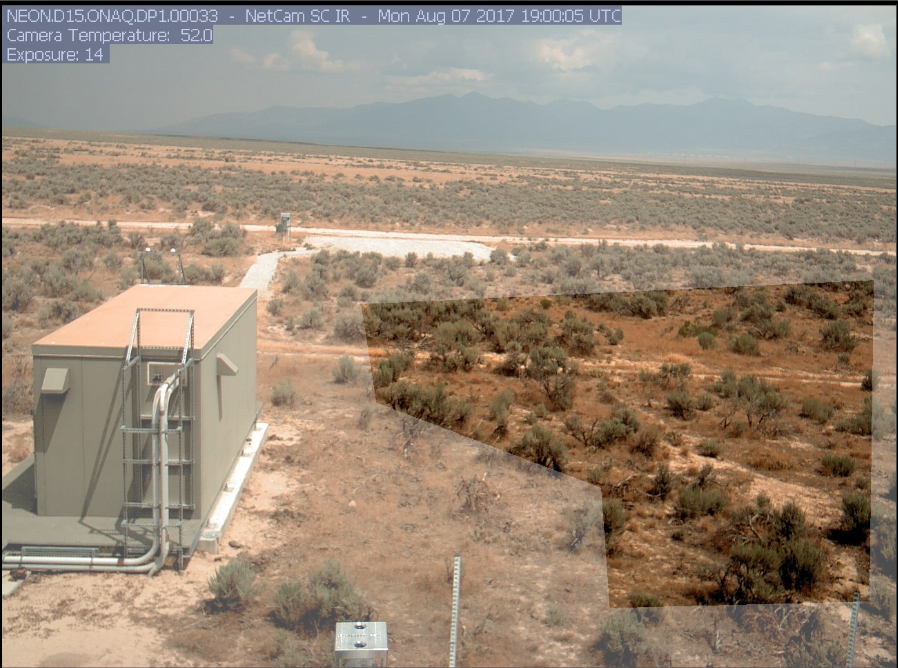 NEON.D15.ONAQ.DP1.00033 - NetCam SC IR - Mon Aug 07 2017 19:00:05 UTC
Camera Temperature: 52.0
Exposure: 14